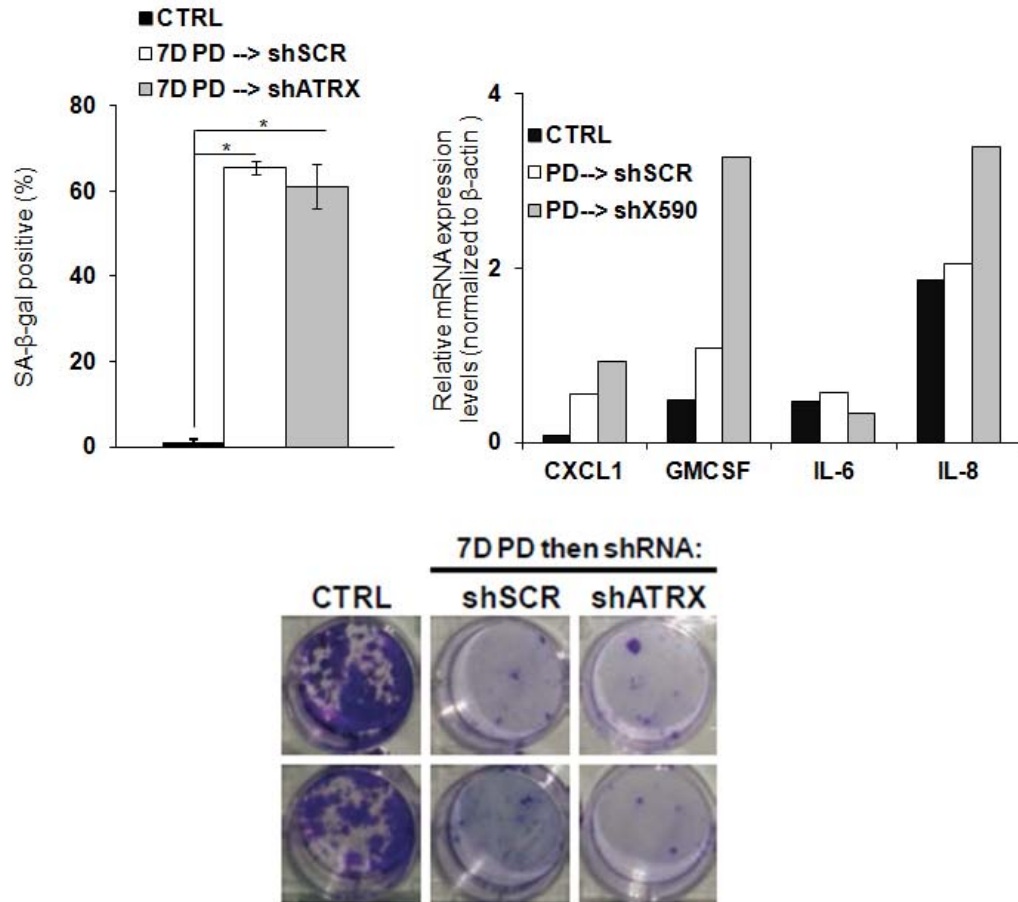 CTRL
7D PD --> shSCR
7D PD --> shATRX
80
60
40
20
0
SA-β-gal positive (%)
*
*
4
2
0
Relative mRNA expression
levels (normalized to β-actin )
CTRL
PD--> shSCR
PD--> shX590
CXCL1 GMCSF IL-6 IL-8
7D PD then shRNA:
CTRL shSCR shATRX